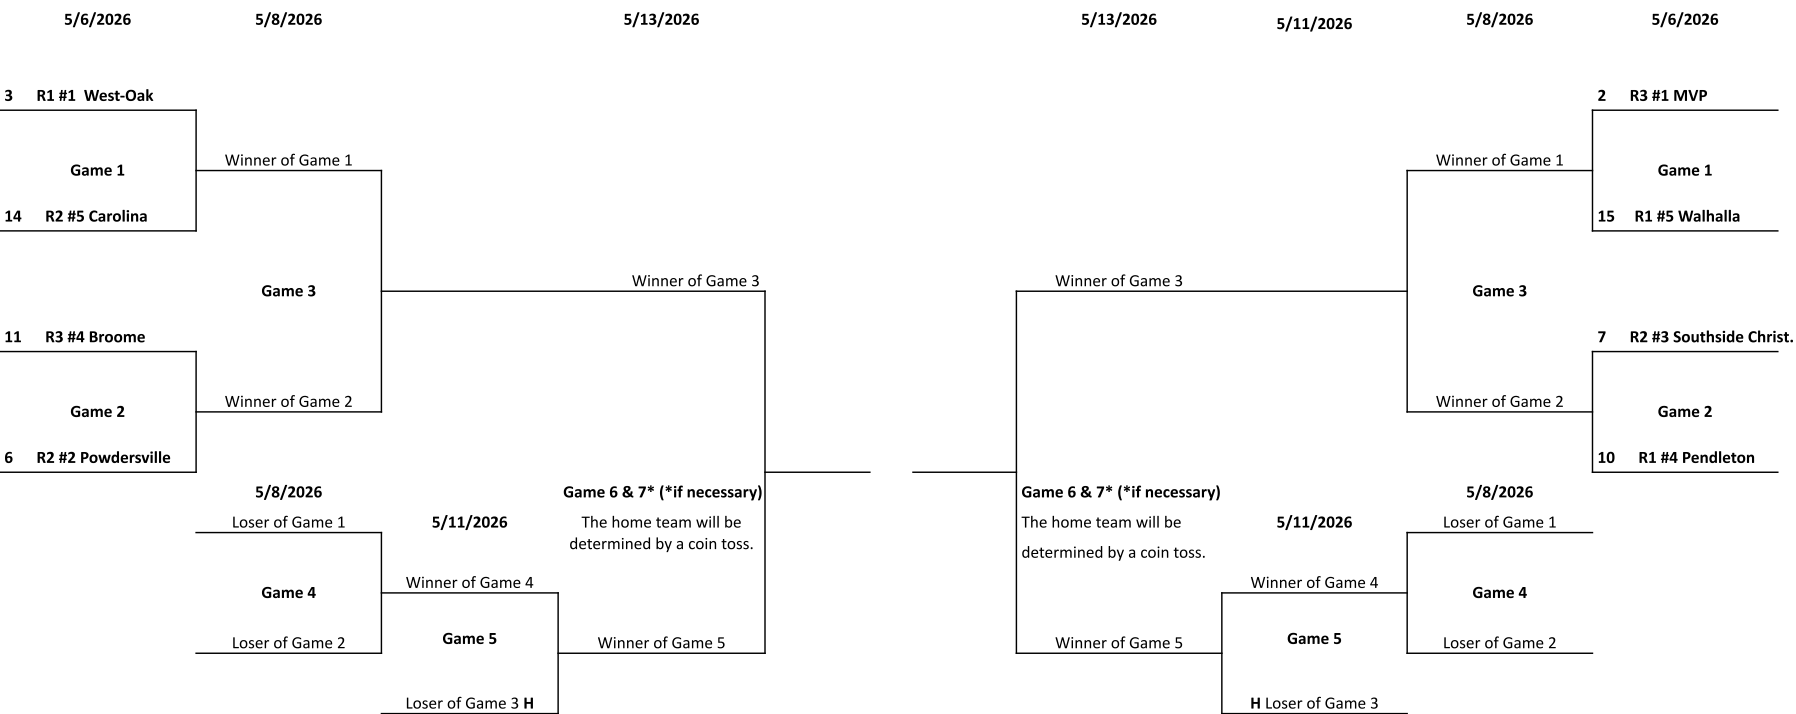 5/6/2026 5/8/2026 5/13/2026 5/13/2026 5/11/2026 5/8/2026 5/6/2026
3 R1 #1 West-Oak 2 R3 #1 MVP
Winner of Game 1 Winner of Game 1
Game 1 Game 1
14 R2 #5 Carolina 15 R1 #5 Walhalla
Winner of Game 3 Winner of Game 3
Game 3 Game 3
11 R3 #4 Broome 7 R2 #3 Southside Christ.
Winner of Game 2 Winner of Game 2
Game 2 Game 2
6 R2 #2 Powdersville 10 R1 #4 Pendleton
5/8/2026 Game 6 & 7* (*if necessary) Game 6 & 7* (*if necessary) 5/8/2026
Loser of Game 1 5/11/2026 The home team will be The home team will be 5/11/2026 Loser of Game 1
determined by a coin toss. determined by a coin toss.
Winner of Game 4 Winner of Game 4
Game 4 Game 4
Game 5 Game 5
Loser of Game 2 Winner of Game 5 Winner of Game 5 Loser of Game 2
Loser of Game 3 H H Loser of Game 3